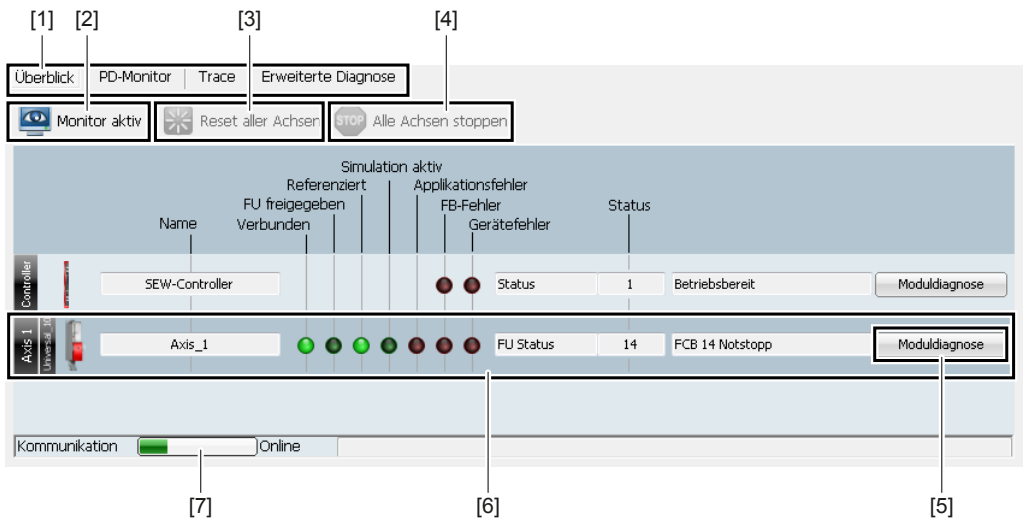 [1] [2] [3] [4]
Überblick PD-Monitor Trace Erweiterte Diagnose
Monitor aktiv Reset aller Achsen STOP Alle Achsen stoppen
Simulation aktiv
Referenziert Applikationsfehler
FU freigegeben FB-Fehler Status
Name Verbunden Gerätefehler
Controller SEW-Controller Status 1 Betriebsbereit Moduldiagnose
Axis 1 Universal_10 Axis_1 FU Status 14 FCB 14 Notstopp Moduldiagnose
Kommunikation Online
[7] [6] [5]